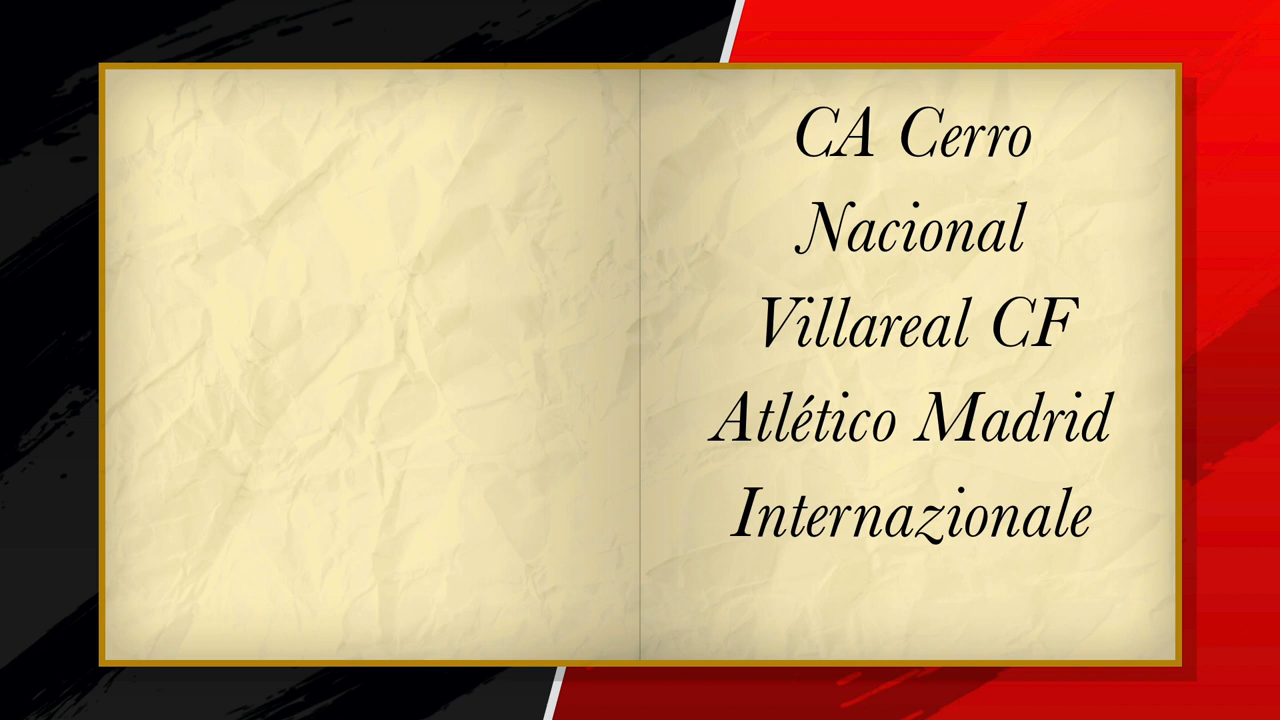 CA Cerro
Nacional
Villareal CF
Atlético Madrid
Internazionale